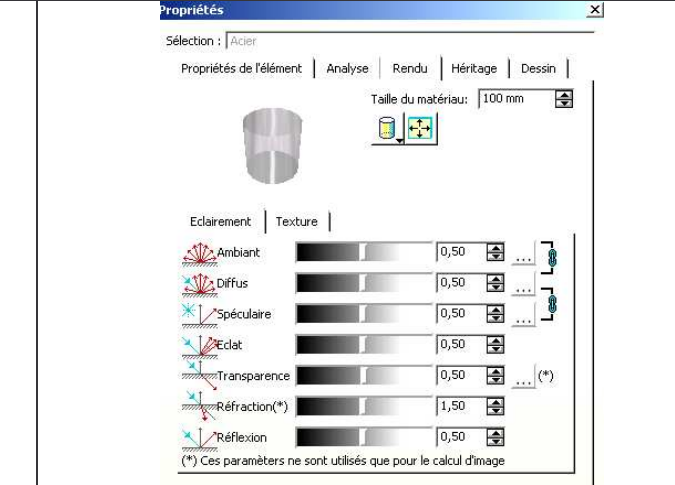 Propriétés
Sélection : Acier
Propriétés de l'élément Analyse Rendu Héritage Dessin
Taille du matériau: 100 mm
Eclairement Texture
Ambiant 0,50 ...
Diffus 0,50 ...
Spéculaire 0,50 ...
Eclat 0,50
Transparence 0,50 ... (*)
Réfraction(*) 1,50
Réflexion 0,50
(*) Ces paramèters ne sont utilisés que pour le calcul d'image